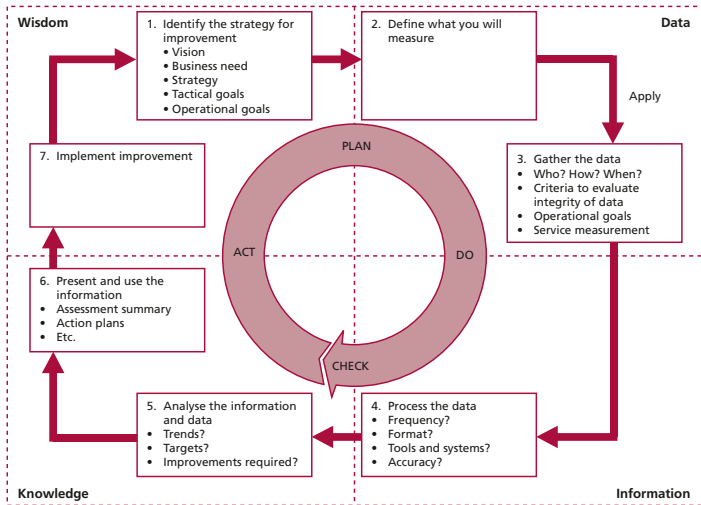 Wisdom
Data
1. Identify the strategy for
improvement
• Vision
• Business need
• Strategy
• Tactical goals
• Operational goals
2. Define what you will
measure
Apply
3. Gather the data
• Who? How? When?
• Criteria to evaluate
integrity of data
• Operational goals
• Service measurement
4. Process the data
• Frequency?
• Format?
• Tools and systems?
• Accuracy?
5. Analyse the information
and data
• Trends?
• Targets?
• Improvements required?
6. Present and use the
information
• Assessment summary
• Action plans
• Etc.
7. Implement improvement
PLAN
DO
CHECK
ACT
Knowledge
Information